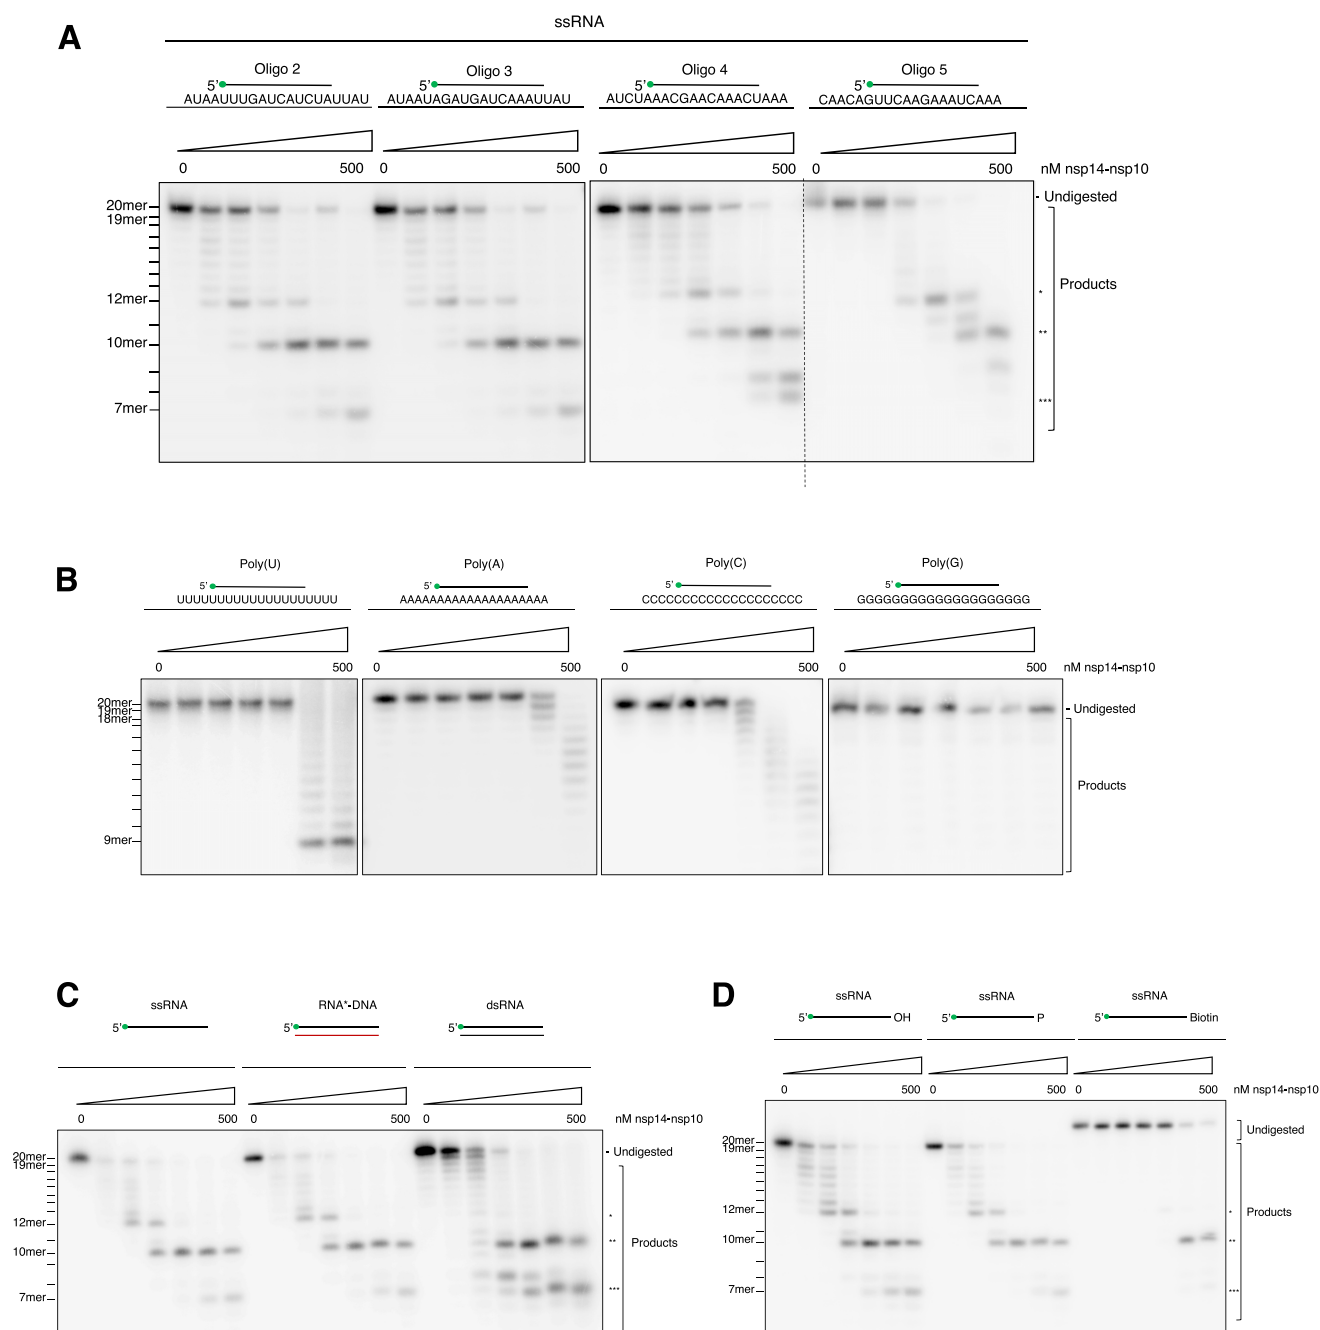 A
ssRNA
Oligo 2 Oligo 3 Oligo 4 Oligo 5
5’ 5’ 5’ 5’
AUAAUUUGAUCAUCUAUUAU AUAAUAGAUGAUCAAAUUAU AUCUAAACGAACAAACUAAA CAACAGUUCAAGAAAUCAAA
0 500 0 500 0 500 0 500 nM nsp14-nsp10
20mer
19mer
12mer
10mer
7mer
- Undigested
*
Products
**
***
B
Poly(U) Poly(A) Poly(C) Poly(G)
5’ 5’ 5’ 5’
UUUUUUUUUUUUUUUUUUUU AAAAAAAAAAAAAAAAAAAA CCCCCCCCCCCCCCCCCCCC GGGGGGGGGGGGGGGGGGGG
0 500 0 500 0 500 0 500 nM nsp14-nsp10
20mer
19mer
18mer
9mer
- Undigested
Products
C
ssRNA RNA*-DNA dsRNA
5’ 5’ 5’
0 500 0 500 0 500 nM nsp14-nsp10
20mer
19mer
12mer
10mer
7mer
- Undigested
*
**
Products
***
D
ssRNA ssRNA ssRNA
5’ OH 5’ P 5’ Biotin
0 500 0 500 0 500 nM nsp14-nsp10
20mer
19mer
12mer
10mer
7mer
Undigested
*
Products
**
***